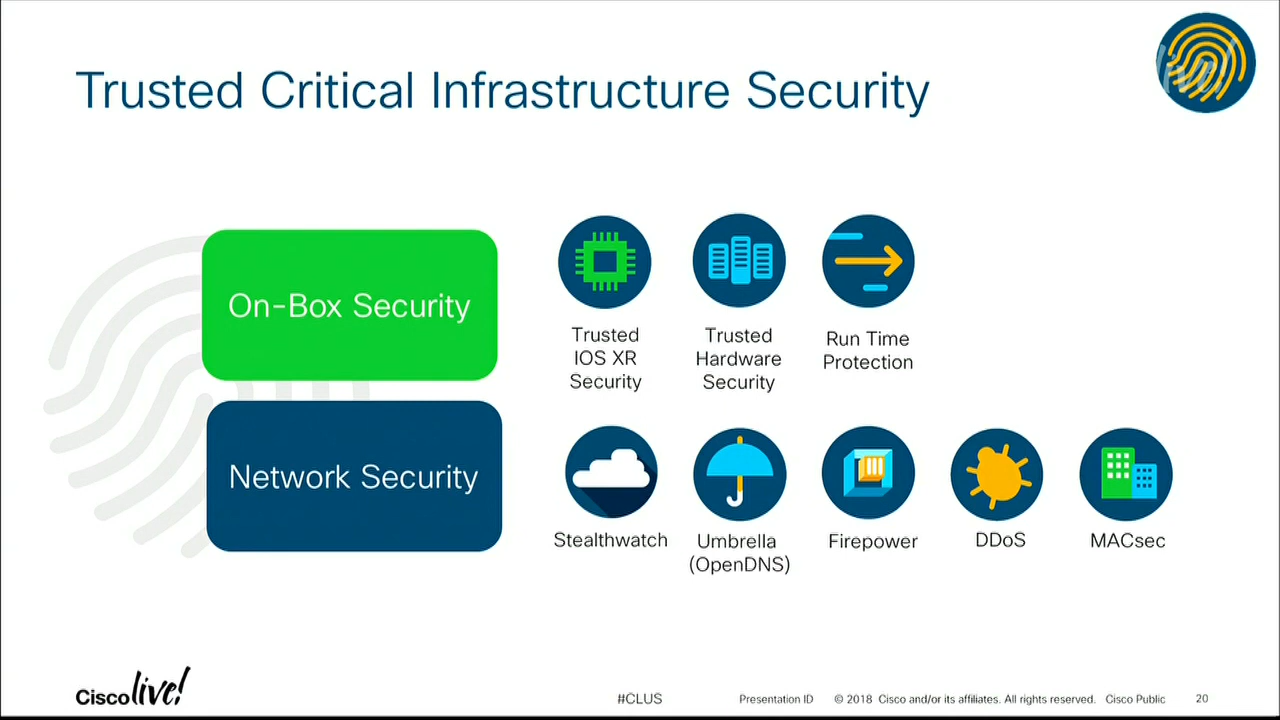 Trusted Critical Infrastructure Security
live!
On-Box Security
Trusted
IOS XR
Security
Trusted
Hardware
Security
Run Time
Protection
Network Security
Stealthwatch
Umbrella
(OpenDNS)
Firepower
DDoS
MACsec
Cisco live!
#CLUS
Presentation ID
© 2018 Cisco and/or its affiliates. All rights reserved. Cisco Public
20